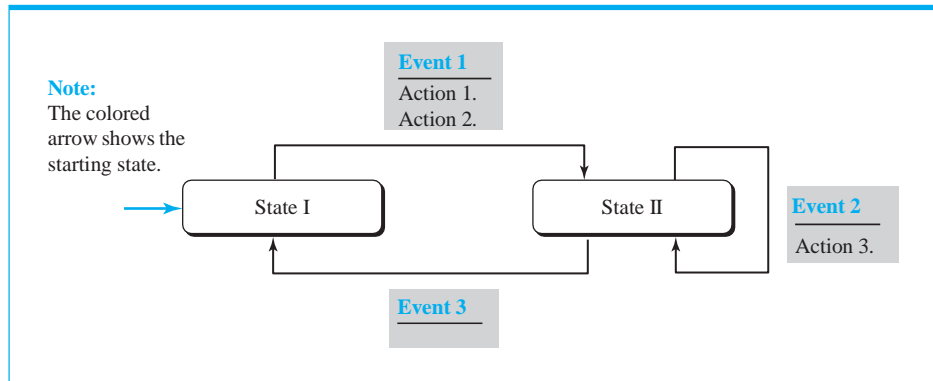 Event 1
Action 1.
Action 2.
Note:
The colored
arrow shows the
starting state.
State I
State II
Event 2
Action 3.
Event 3